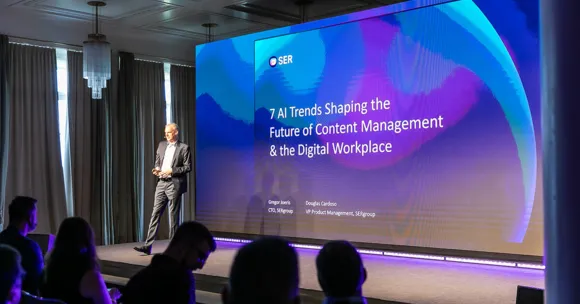 SER
7 AI Trends Shaping the
Future of Content Management
& the Digital Workplace
Gregor Joeris
CTO, SERgroup
Douglas Cardoso
VP Product Management, SERgroup